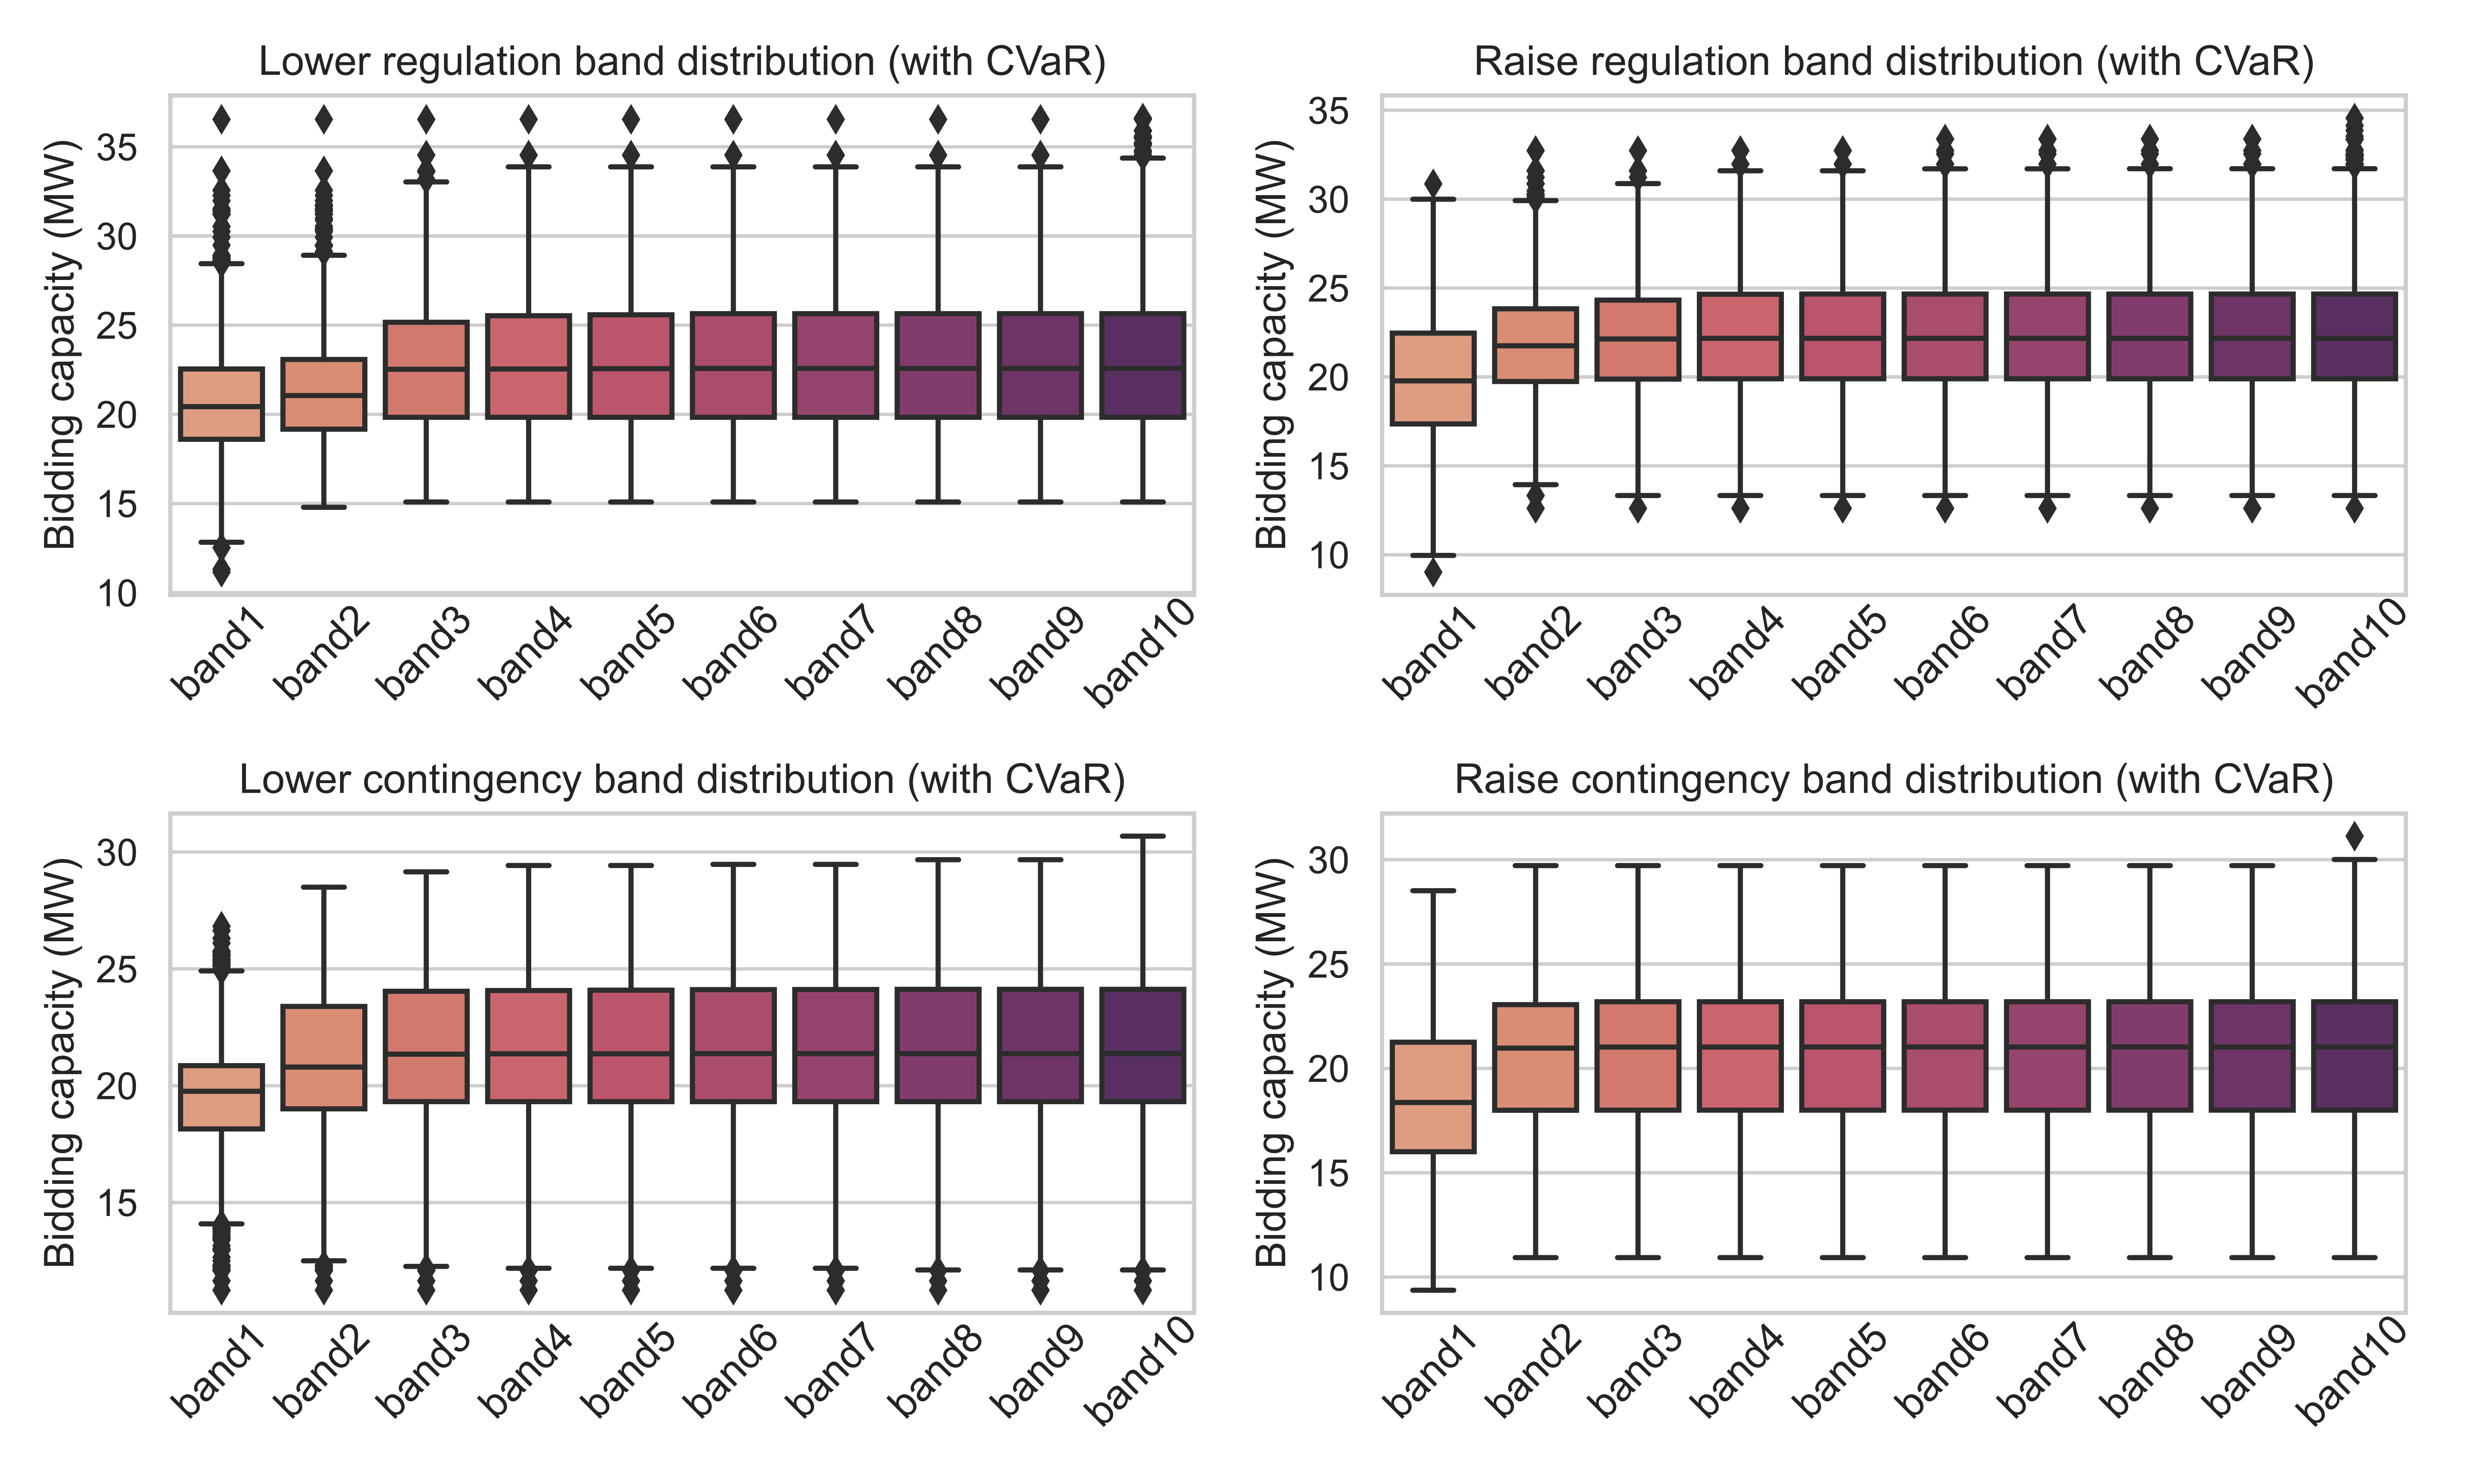 Lower regulation band distribution (with CVaR)
Bidding capacity (MW)
35
30
25
20
15
10
band1 band2 band3 band4 band5 band6 band7 band8 band9 band10
Raise regulation band distribution (with CVaR)
Bidding capacity (MW)
35
30
25
20
15
10
band1 band2 band3 band4 band5 band6 band7 band8 band9 band10
Lower contingency band distribution (with CVaR)
Bidding capacity (MW)
30
25
20
15
band1 band2 band3 band4 band5 band6 band7 band8 band9 band10
Raise contingency band distribution (with CVaR)
Bidding capacity (MW)
30
25
20
15
10
band1 band2 band3 band4 band5 band6 band7 band8 band9 band10